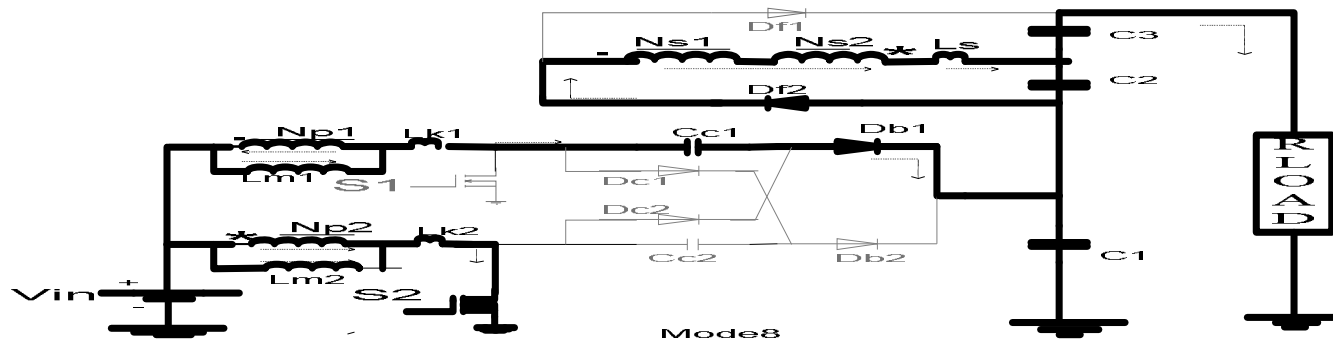 Df1
C3
Ns1
Ns2
*
Ls
-
C2
Df2
Np1
Lk1
Cc1
Db1
-
Lm1
S1
Dc1
Dc2
RLOAD
*
Np2
Lk2
Cc2
Db2
C1
Lm2
+
Vin
-
S2
Mode8